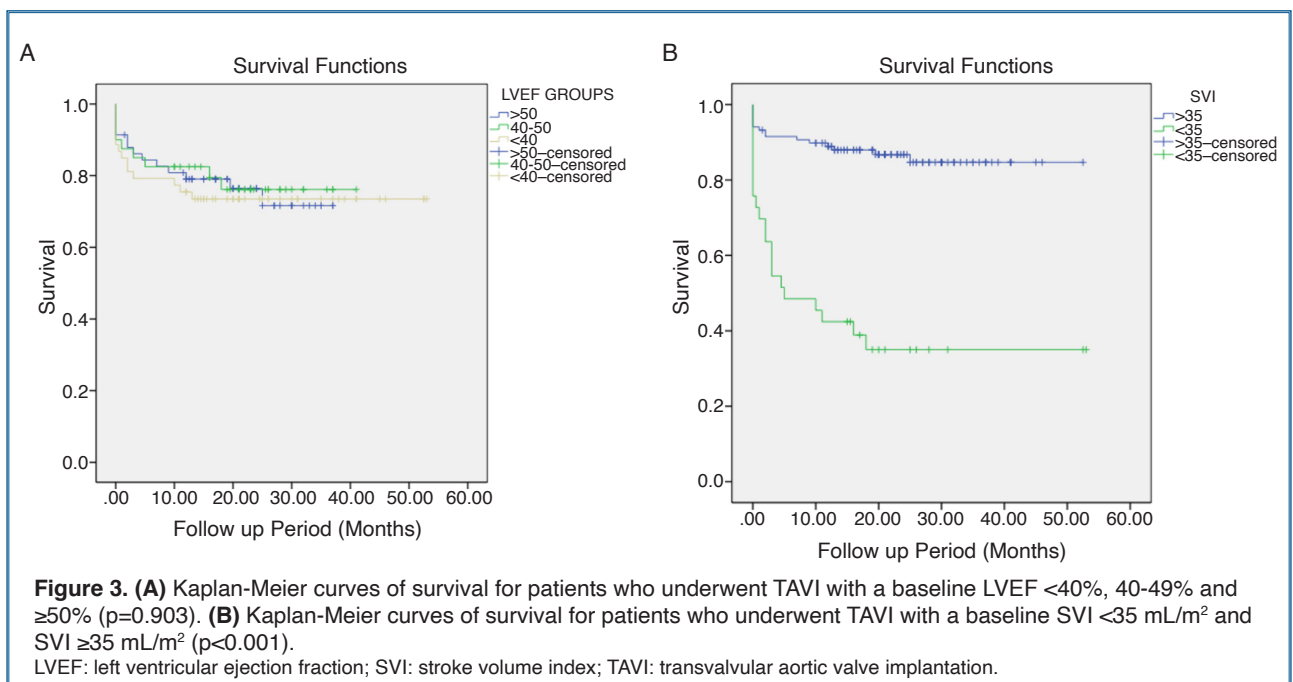 A
Survival Functions
LVEF GROUPS
>50
40-50
<40
>50–censored
40-50–censored
<40–censored
Survival
1.0
0.8
0.6
0.4
0.2
0.0
.00 10.00 20.00 30.00 40.00 50.00 60.00
Follow up Period (Months)
B
Survival Functions
SVI
>35
<35
>35–censored
<35–censored
Survival
1.0
0.8
0.6
0.4
0.2
0.0
.00 10.00 20.00 30.00 40.00 50.00 60.00
Follow up Period (Months)
Figure 3. (A) Kaplan-Meier curves of survival for patients who underwent TAVI with a baseline LVEF <40%, 40-49% and
≥50% (p=0.903). (B) Kaplan-Meier curves of survival for patients who underwent TAVI with a baseline SVI <35 mL/m² and
SVI ≥35 mL/m² (p<0.001).
LVEF: left ventricular ejection fraction; SVI: stroke volume index; TAVI: transvalvular aortic valve implantation.